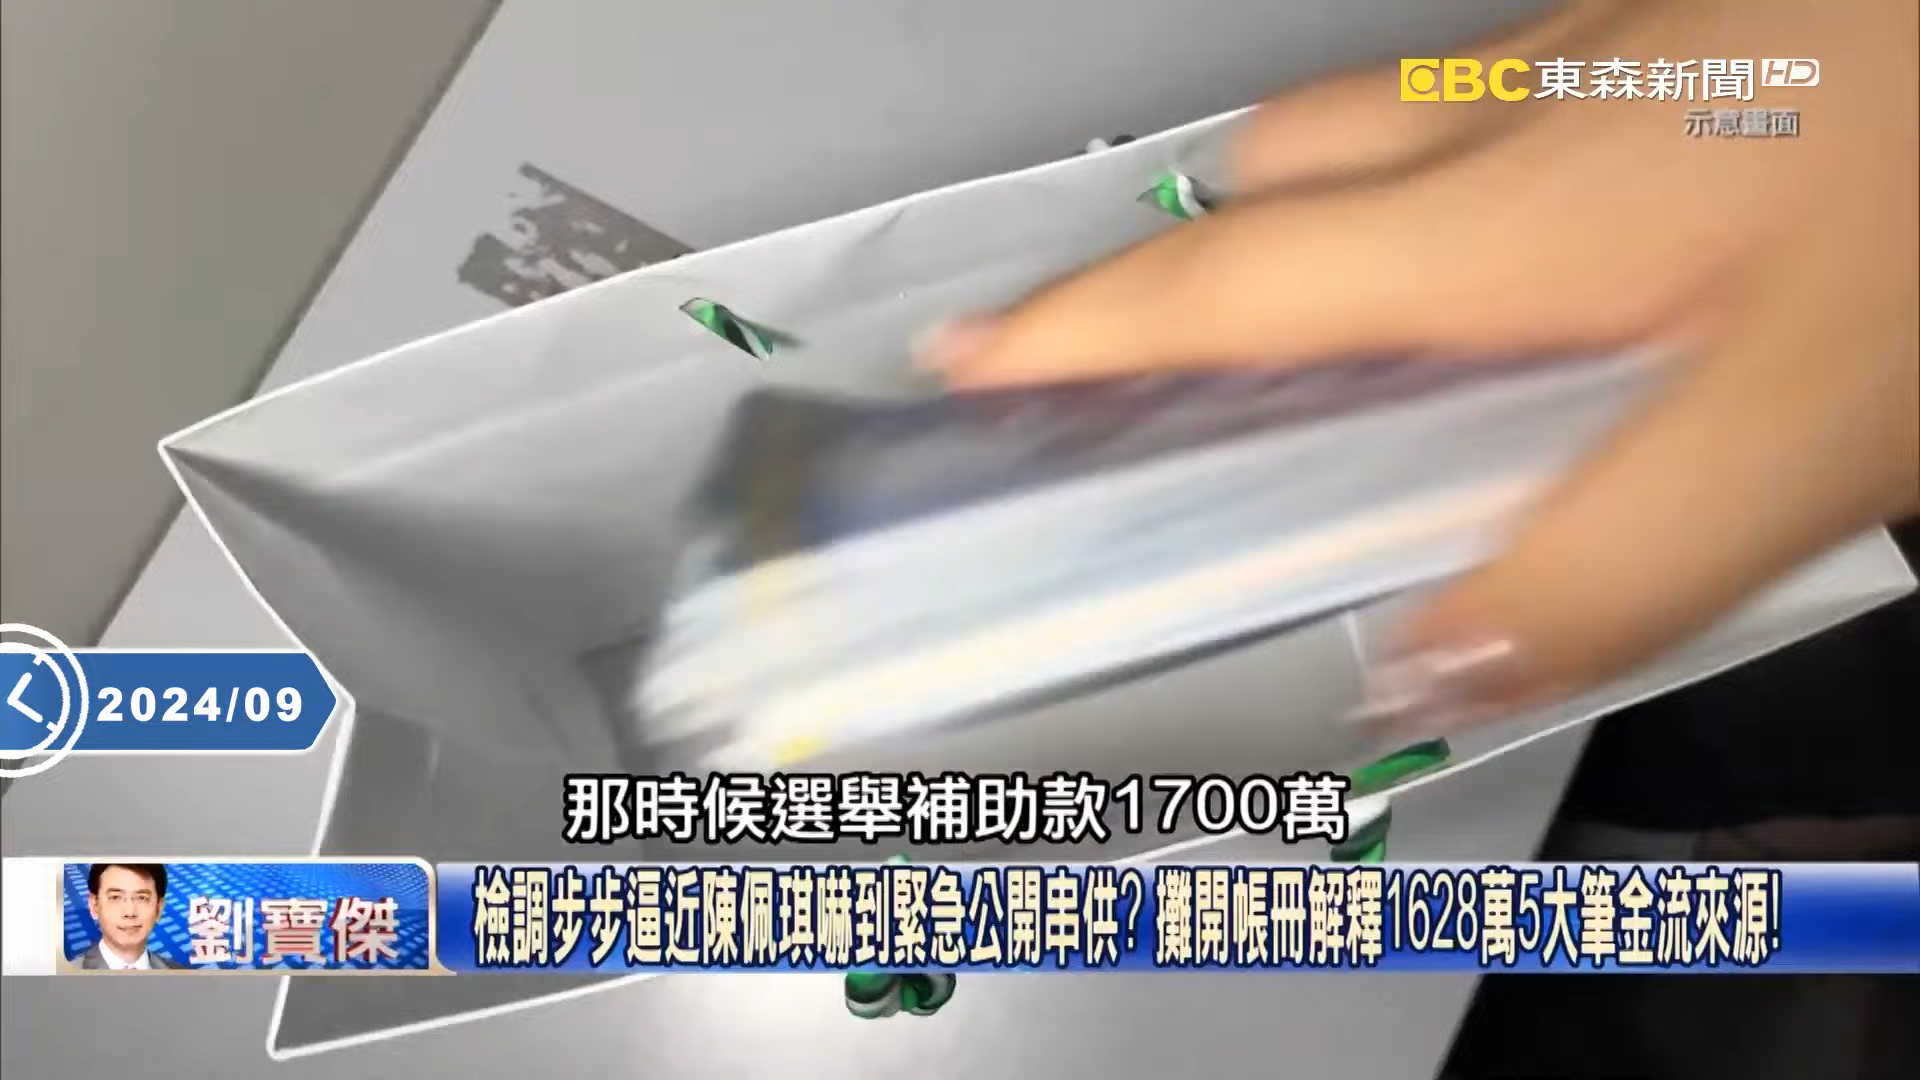 EBC東森新聞HD
示意畫面
2024/09
那時候選舉補助款1700萬
劉寶傑
檢調步步逼近陳佩琪嚇到緊急公開串供? 攤開帳冊解釋1628萬5大筆金流來源!